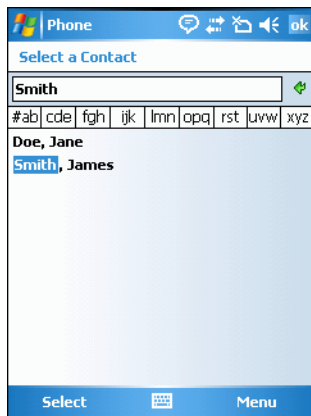 Phone ok
Select a Contact
Smith
#ab cde fgh ijk lmn opq rst uvw xyz
Doe, Jane
Smith, James
Select Menu